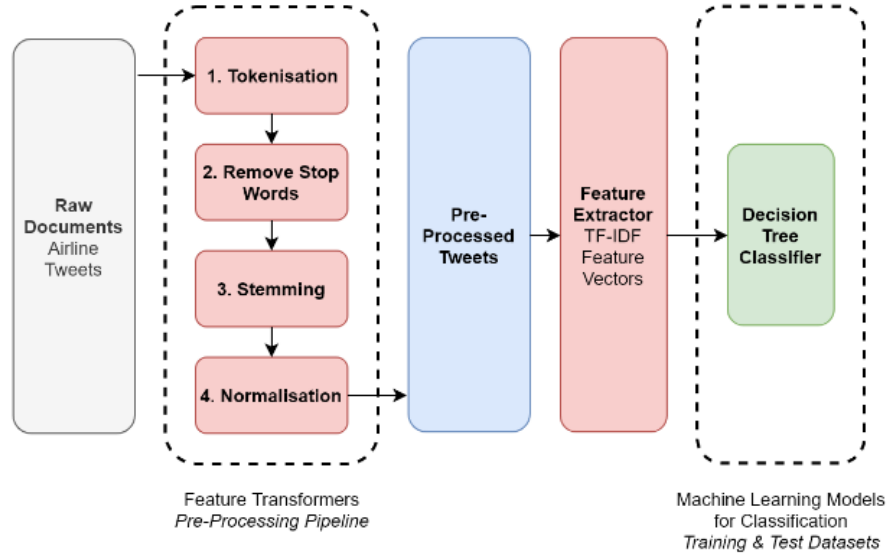 Raw
Documents
Airline
Tweets
1. Tokenisation
2. Remove Stop
Words
3. Stemming
4. Normalisation
Feature Transformers
Pre-Processing Pipeline
Pre-
Processed
Tweets
Feature
Extractor
TF-IDF
Feature
Vectors
Decision
Tree
Classifier
Machine Learning Models
for Classification
Training & Test Datasets